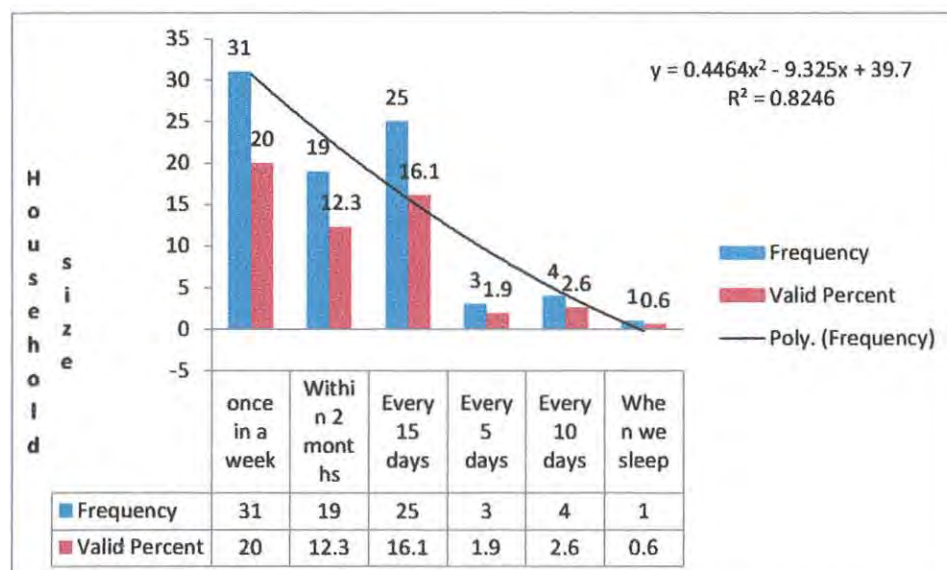 35
30
25
20
15
10
5
0
-5
31
20
19
12.3
25
16.1
3
1.9
4
2.6
1
0.6
y = 0.4464x² - 9.325x + 39.7
R² = 0.8246
Household
size
Frequency
Valid Percent
Poly. (Frequency)
once
in a
week
Withi
n 2
mont
hs
Every
15
days
Every
5
days
Every
10
days
Whe
n we
sleep
Frequency 31 19 25 3 4 1
Valid Percent 20 12.3 16.1 1.9 2.6 0.6